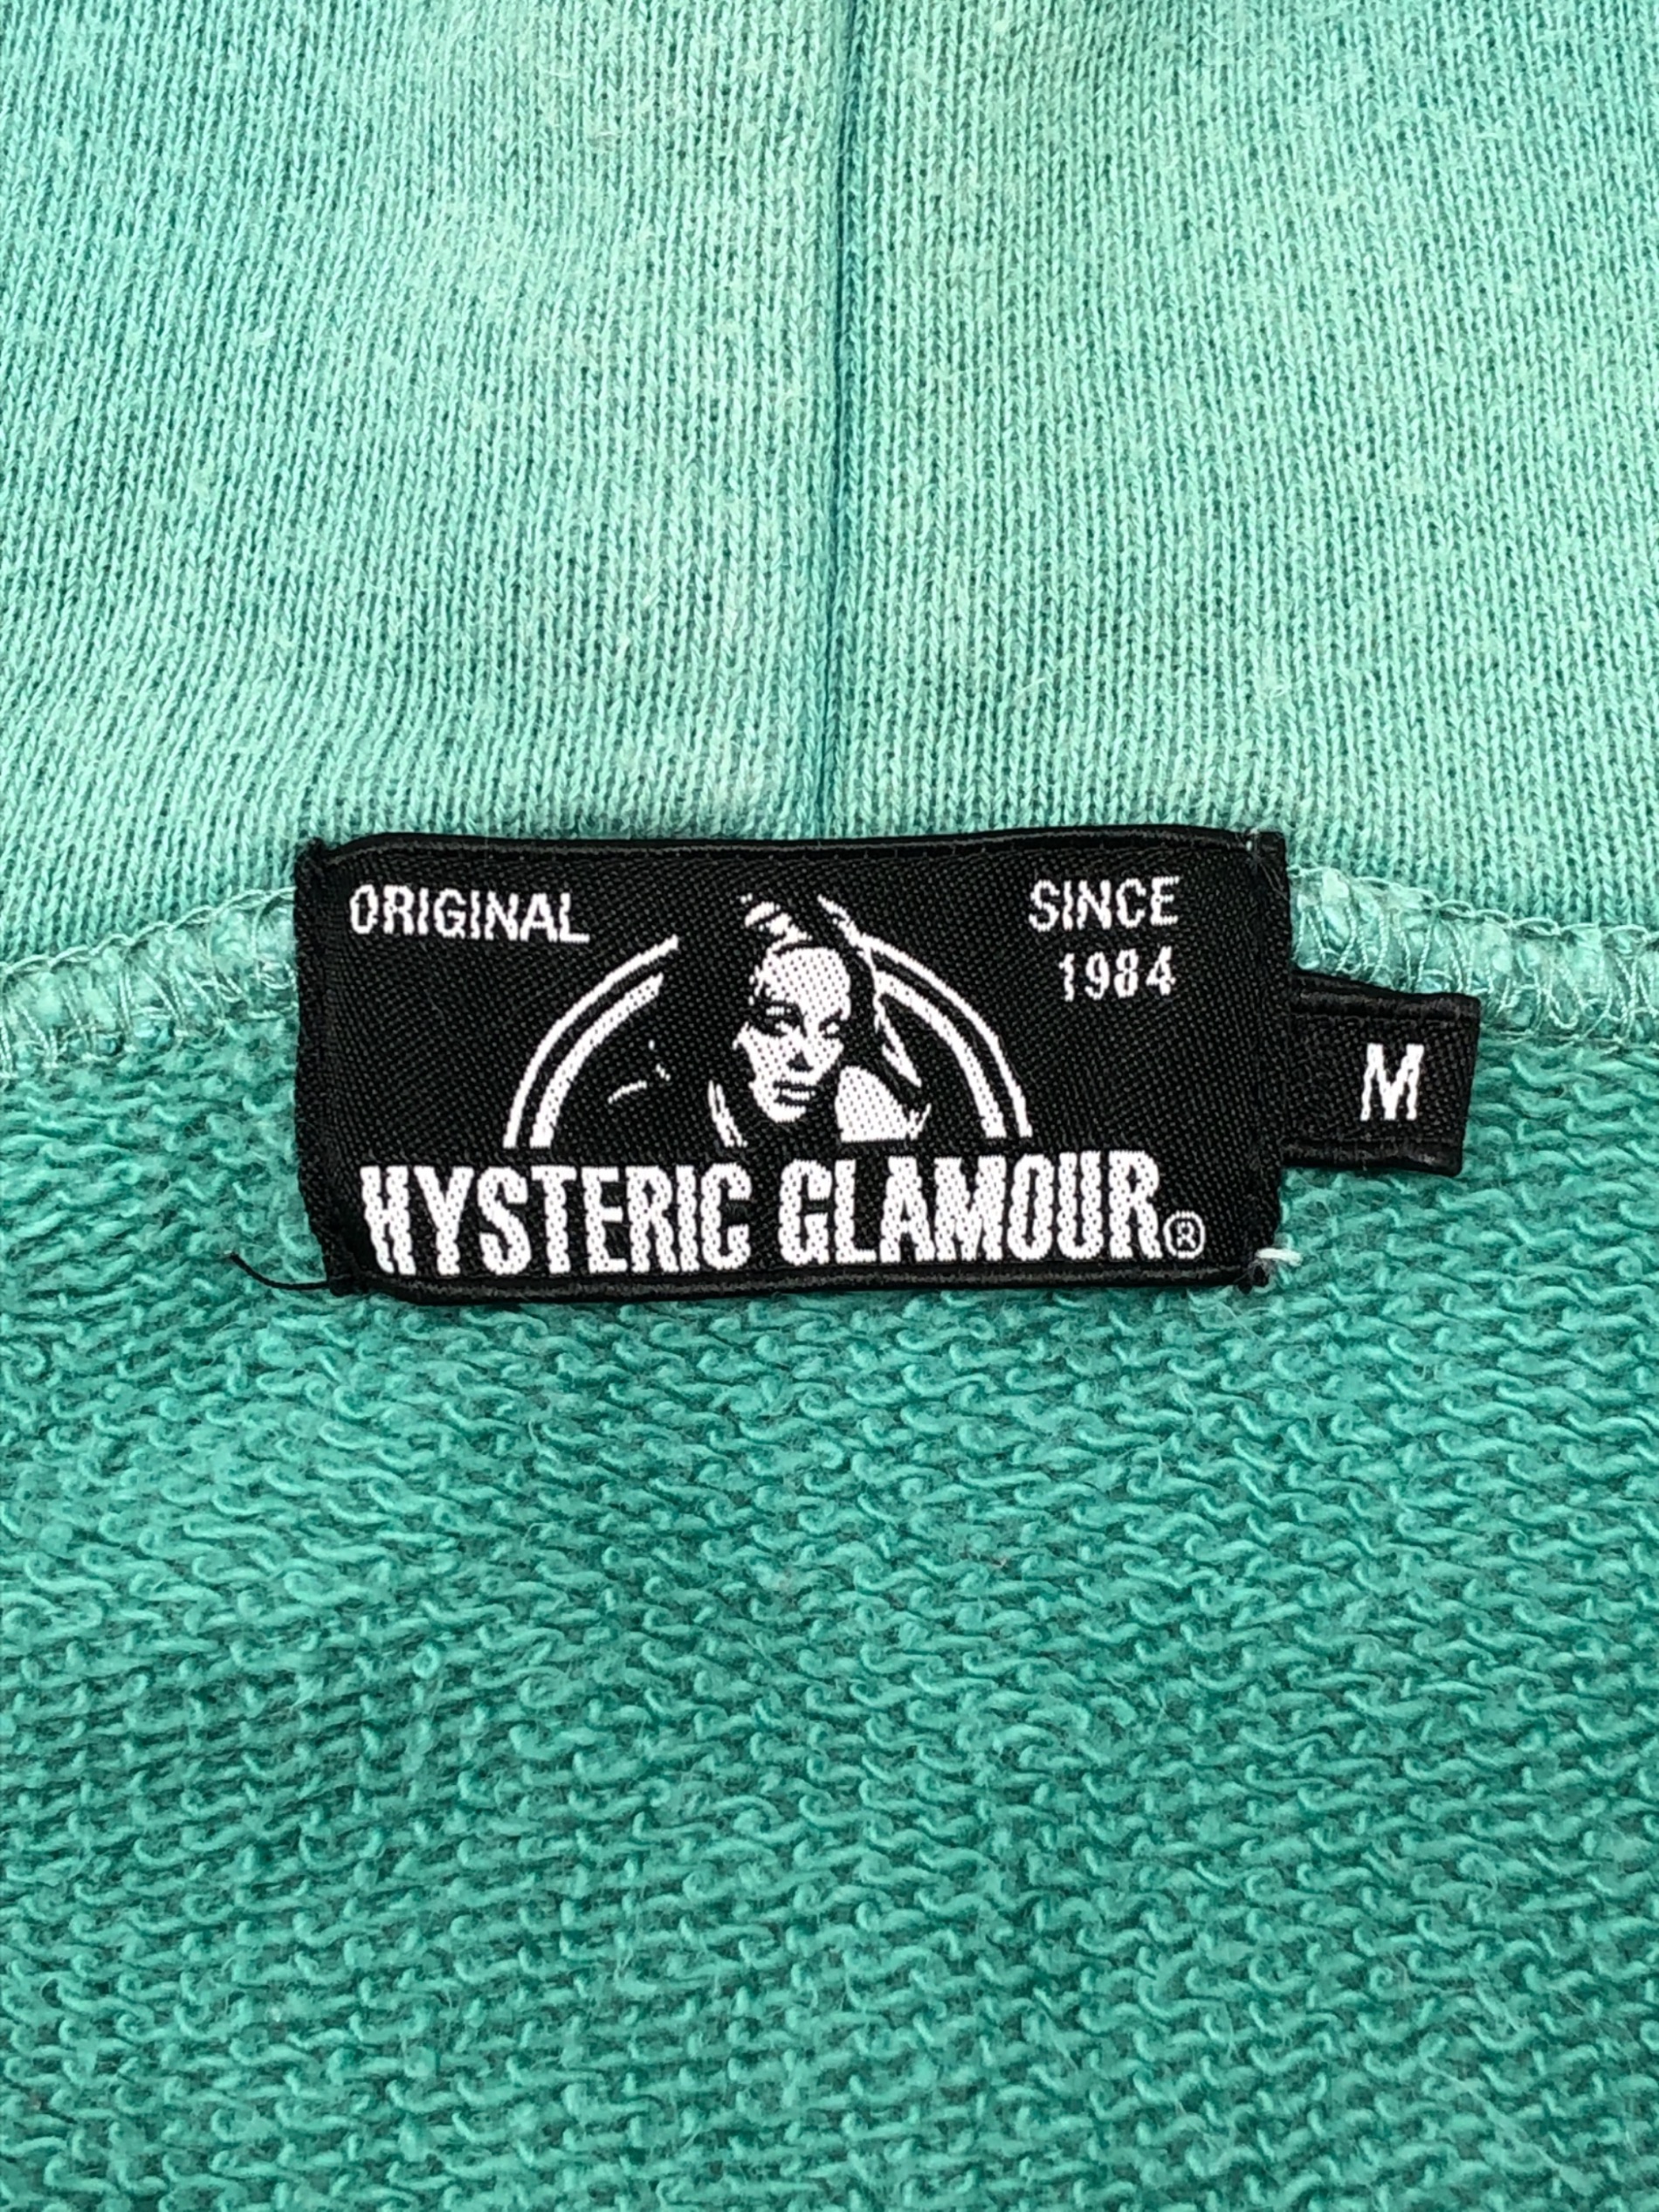 ORIGINAL
SINCE
1984
HYSTERIC GLAMOUR®
M